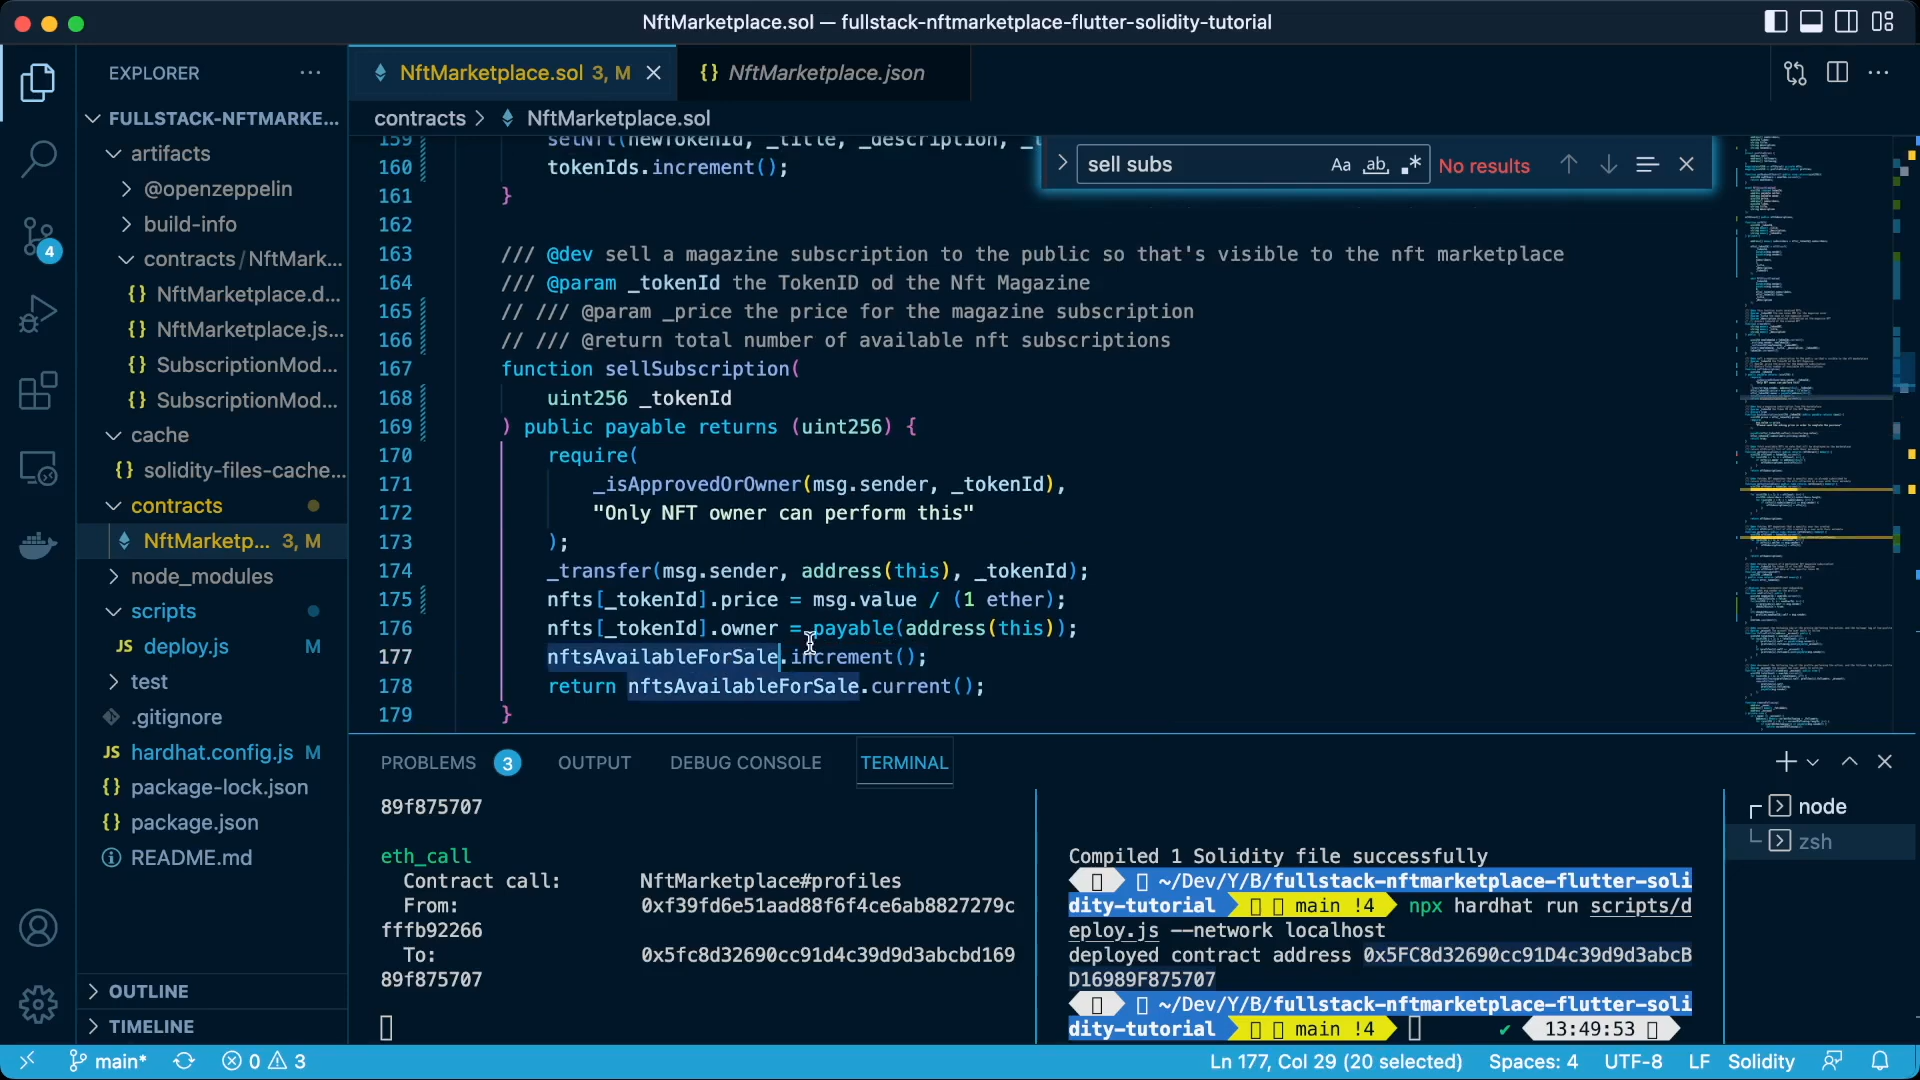 NftMarketplace.sol — fullstack-nftmarketplace-flutter-solidity-tutorial
EXPLORER
FULLSTACK-NFTMARKE...
artifacts
@openzeppelin
build-info
contracts / NftMark...
{} NftMarketplace.d...
{} NftMarketplace.js...
{} SubscriptionMod...
{} SubscriptionMod...
cache
{} solidity-files-cache...
contracts
NftMarketp... 3, M
node_modules
scripts
JS deploy.js M
test
.gitignore
JS hardhat.config.js M
{} package-lock.json
{} package.json
README.md
OUTLINE
TIMELINE
4
NftMarketplace.sol 3, M
{} NftMarketplace.json
contracts > NftMarketplace.sol
sell subs Aa ab .* No results
159 setNft(newTokenId, _title, _description,
160 tokenIds.increment();
161 }
162
163 /// @dev sell a magazine subscription to the public so that's visible to the nft marketplace
164 /// @param _tokenId the TokenID od the Nft Magazine
165 // /// @param _price the price for the magazine subscription
166 // /// @return total number of available nft subscriptions
167 function sellSubscription(
168 uint256 _tokenId
169 ) public payable returns (uint256) {
170 require(
171 _isApprovedOrOwner(msg.sender, _tokenId),
172 "Only NFT owner can perform this"
173 );
174 _transfer(msg.sender, address(this), _tokenId);
175 nfts[_tokenId].price = msg.value / (1 ether);
176 nfts[_tokenId].owner = payable(address(this));
177 nftsAvailableForSale.increment();
178 return nftsAvailableForSale.current();
179 }
PROBLEMS 3 OUTPUT DEBUG CONSOLE TERMINAL
89f875707
eth_call
Contract call: NftMarketplace#profiles
From: 0xf39fd6e51aad88f6f4ce6ab8827279c
fffb92266
To: 0x5fc8d32690cc91d4c39d9d3abcbd169
89f875707
Compiled 1 Solidity file successfully
~/Dev/Y/B/fullstack-nftmarketplace-flutter-soli
dity-tutorial main !4 npx hardhat run scripts/d
eploy.js --network localhost
deployed contract address 0x5FC8d32690cc91D4c39d9d3abcB
D16989F875707
~/Dev/Y/B/fullstack-nftmarketplace-flutter-soli
dity-tutorial main !4 ✔ 13:49:53
node
zsh
main* 0 3
Ln 177, Col 29 (20 selected) Spaces: 4 UTF-8 LF Solidity